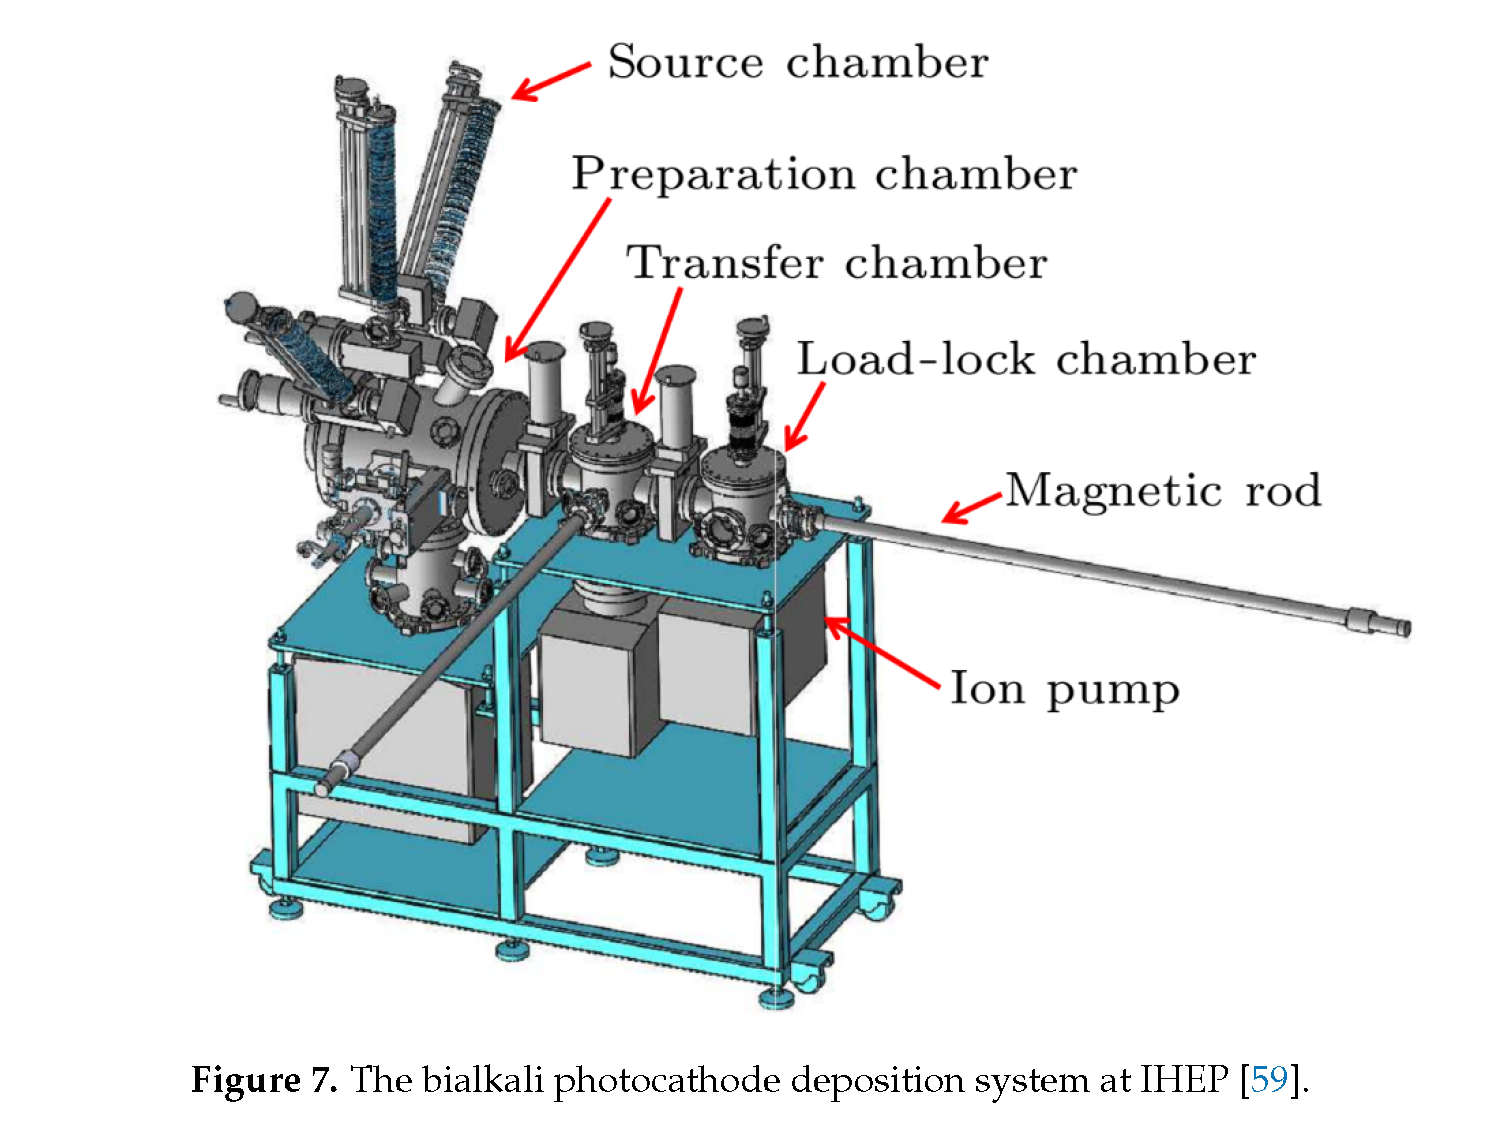 Source chamber
Preparation chamber
Transfer chamber
Load-lock chamber
Magnetic rod
Ion pump
Figure 7. The bialkali photocathode deposition system at IHEP [59].